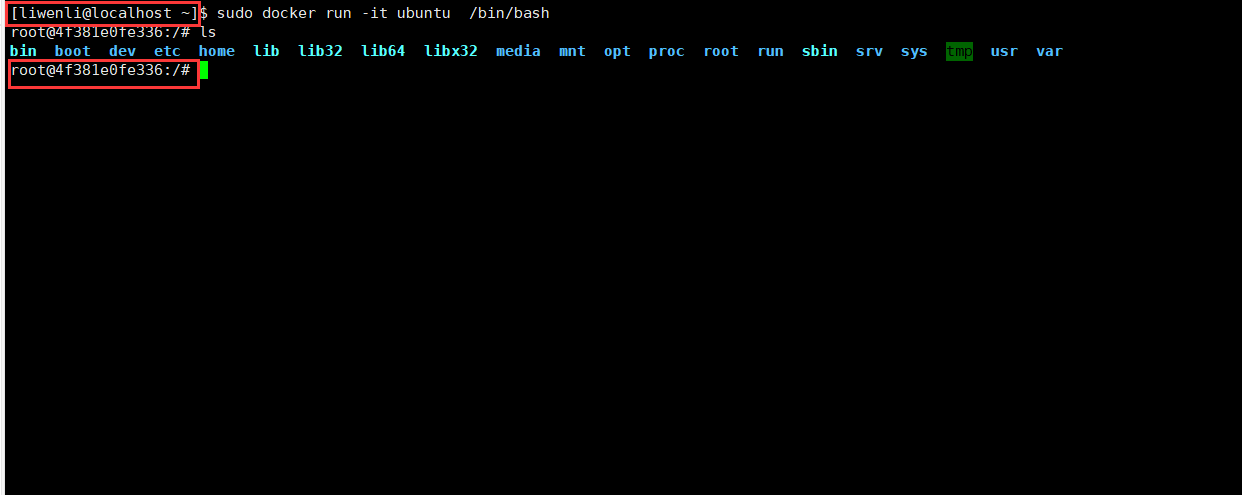 [liwenli@localhost ~]$ sudo docker run -it ubuntu  /bin/bash
root@4f381e0fe336:/# ls
bin  boot  dev  etc  home  lib  lib32  lib64  libx32  media  mnt  opt  proc  root  run  sbin  srv  sys  tmp  usr  var
root@4f381e0fe336:/#